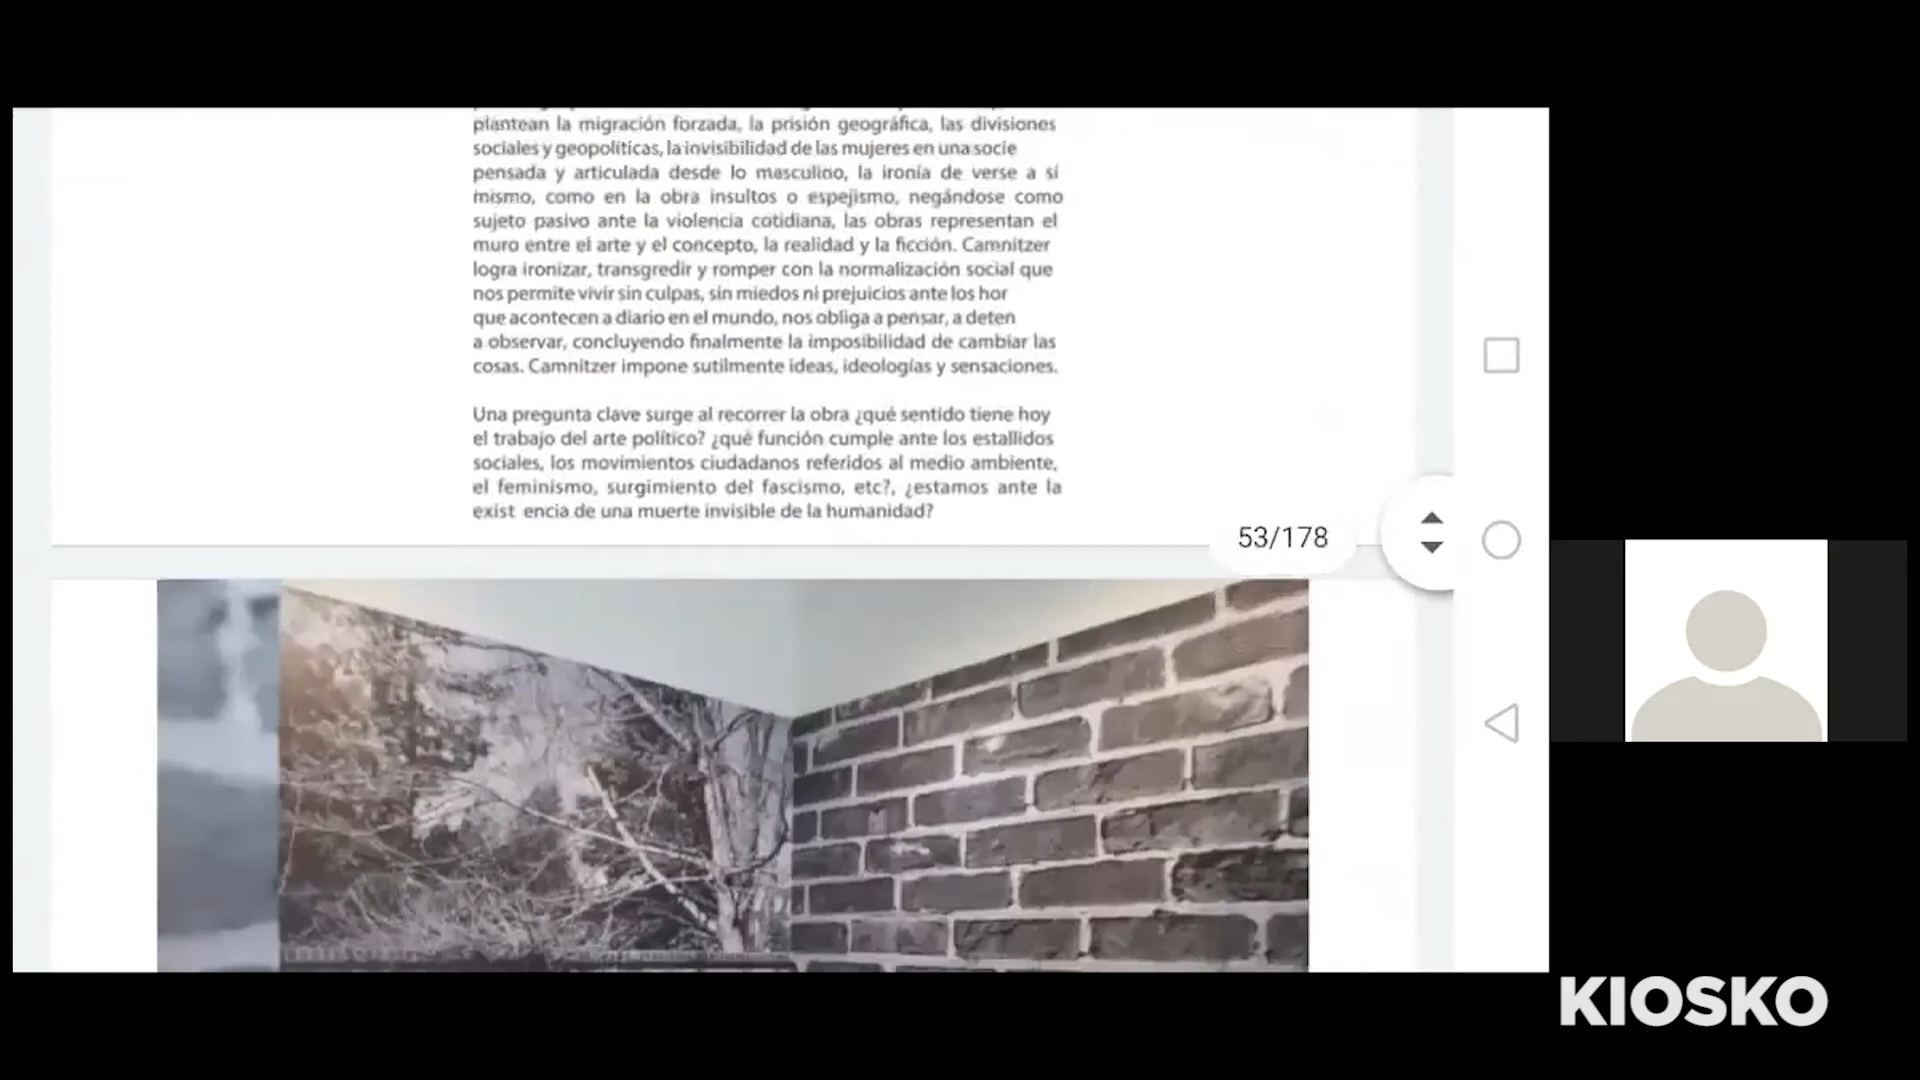 plantean la migración forzada, la prisión geográfica, las divisiones
sociales y geopolíticas, la invisibilidad de las mujeres en una socie
pensada y articulada desde lo masculino, la ironía de verse a sí
mismo, como en la obra insultos o espejismo, negándose como
sujeto pasivo ante la violencia cotidiana, las obras representan el
muro entre el arte y el concepto, la realidad y la ficción. Camnitzer
logra ironizar, transgredir y romper con la normalización social que
nos permite vivir sin culpas, sin miedos ni prejuicios ante los hor
que acontecen a diario en el mundo, nos obliga a pensar, a deten
a observar, concluyendo finalmente la imposibilidad de cambiar las
cosas. Camnitzer impone sutilmente ideas, ideologías y sensaciones.
Una pregunta clave surge al recorrer la obra ¿qué sentido tiene hoy
el trabajo del arte político? ¿qué función cumple ante los estallidos
sociales, los movimientos ciudadanos referidos al medio ambiente,
el feminismo, surgimiento del fascismo, etc?, ¿estamos ante la
exist encia de una muerte invisible de la humanidad?
53/178
KIOSKO